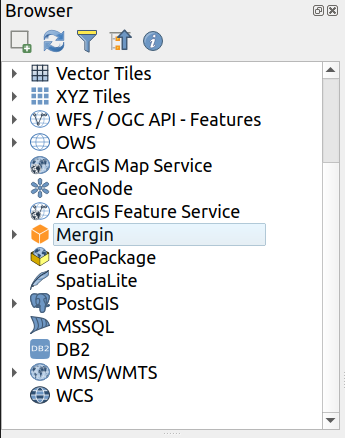 Browser
Vector Tiles
XYZ Tiles
WFS / OGC API - Features
OWS
ArcGIS Map Service
GeoNode
ArcGIS Feature Service
Mergin
GeoPackage
SpatiaLite
PostGIS
MSSQL
DB2 DB2
WMS/WMTS
WCS